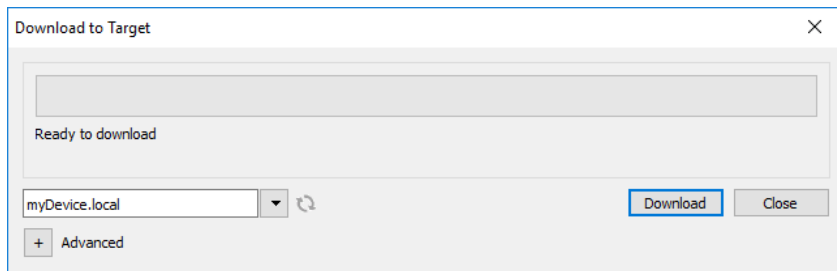 Download to Target
Ready to download
myDevice.local
Download
Close
+ Advanced